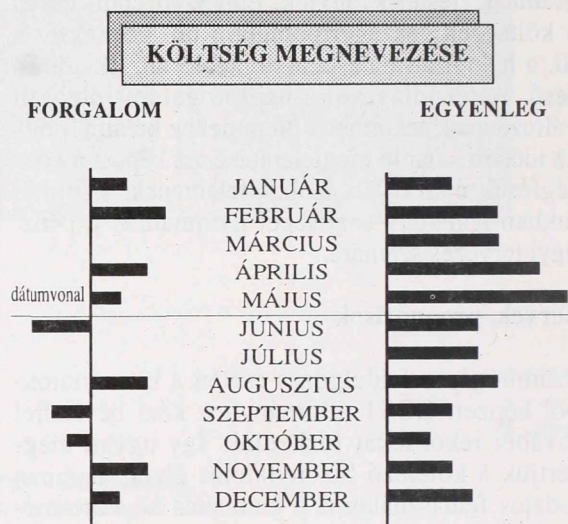 KÖLTSÉG MEGNEVEZÉSE
FORGALOM EGYENLEG
JANUÁR
FEBRUÁR
MÁRCIUS
ÁPRILIS
dátumvonal MÁJUS
JÚNIUS
JÚLIUS
AUGUSZTUS
SZEPTEMBER
OKTÓBER
NOVEMBER
DECEMBER